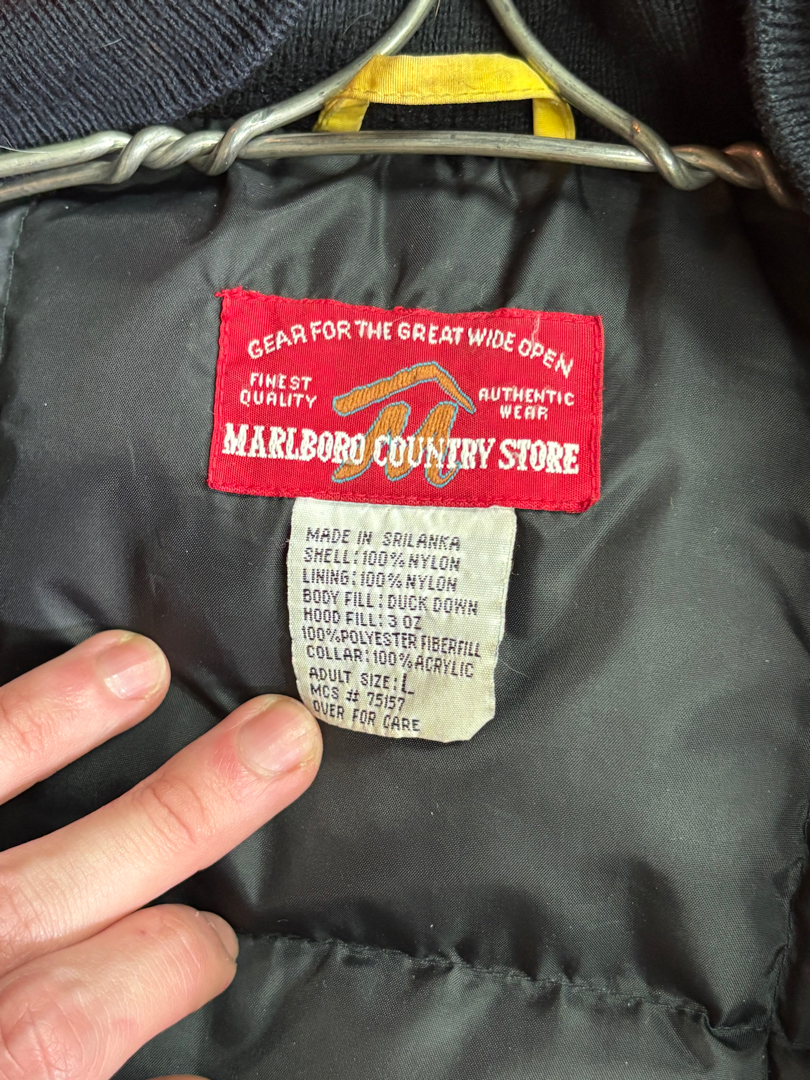 GEAR FOR THE GREAT WIDE OPEN
FINEST
QUALITY
AUTHENTIC
WEAR
M
MARLBORO COUNTRY STORE
MADE IN SRILANKA
SHELL:100%NYLON
LINING:100%NYLON
BODY FILL:DUCK DOWN
HOOD FILL:3 OZ
100%POLYESTER FIBERFILL
COLLAR:100%ACRYLIC
ADULT SIZE:L
MCS # 75157
OVER FOR CARE